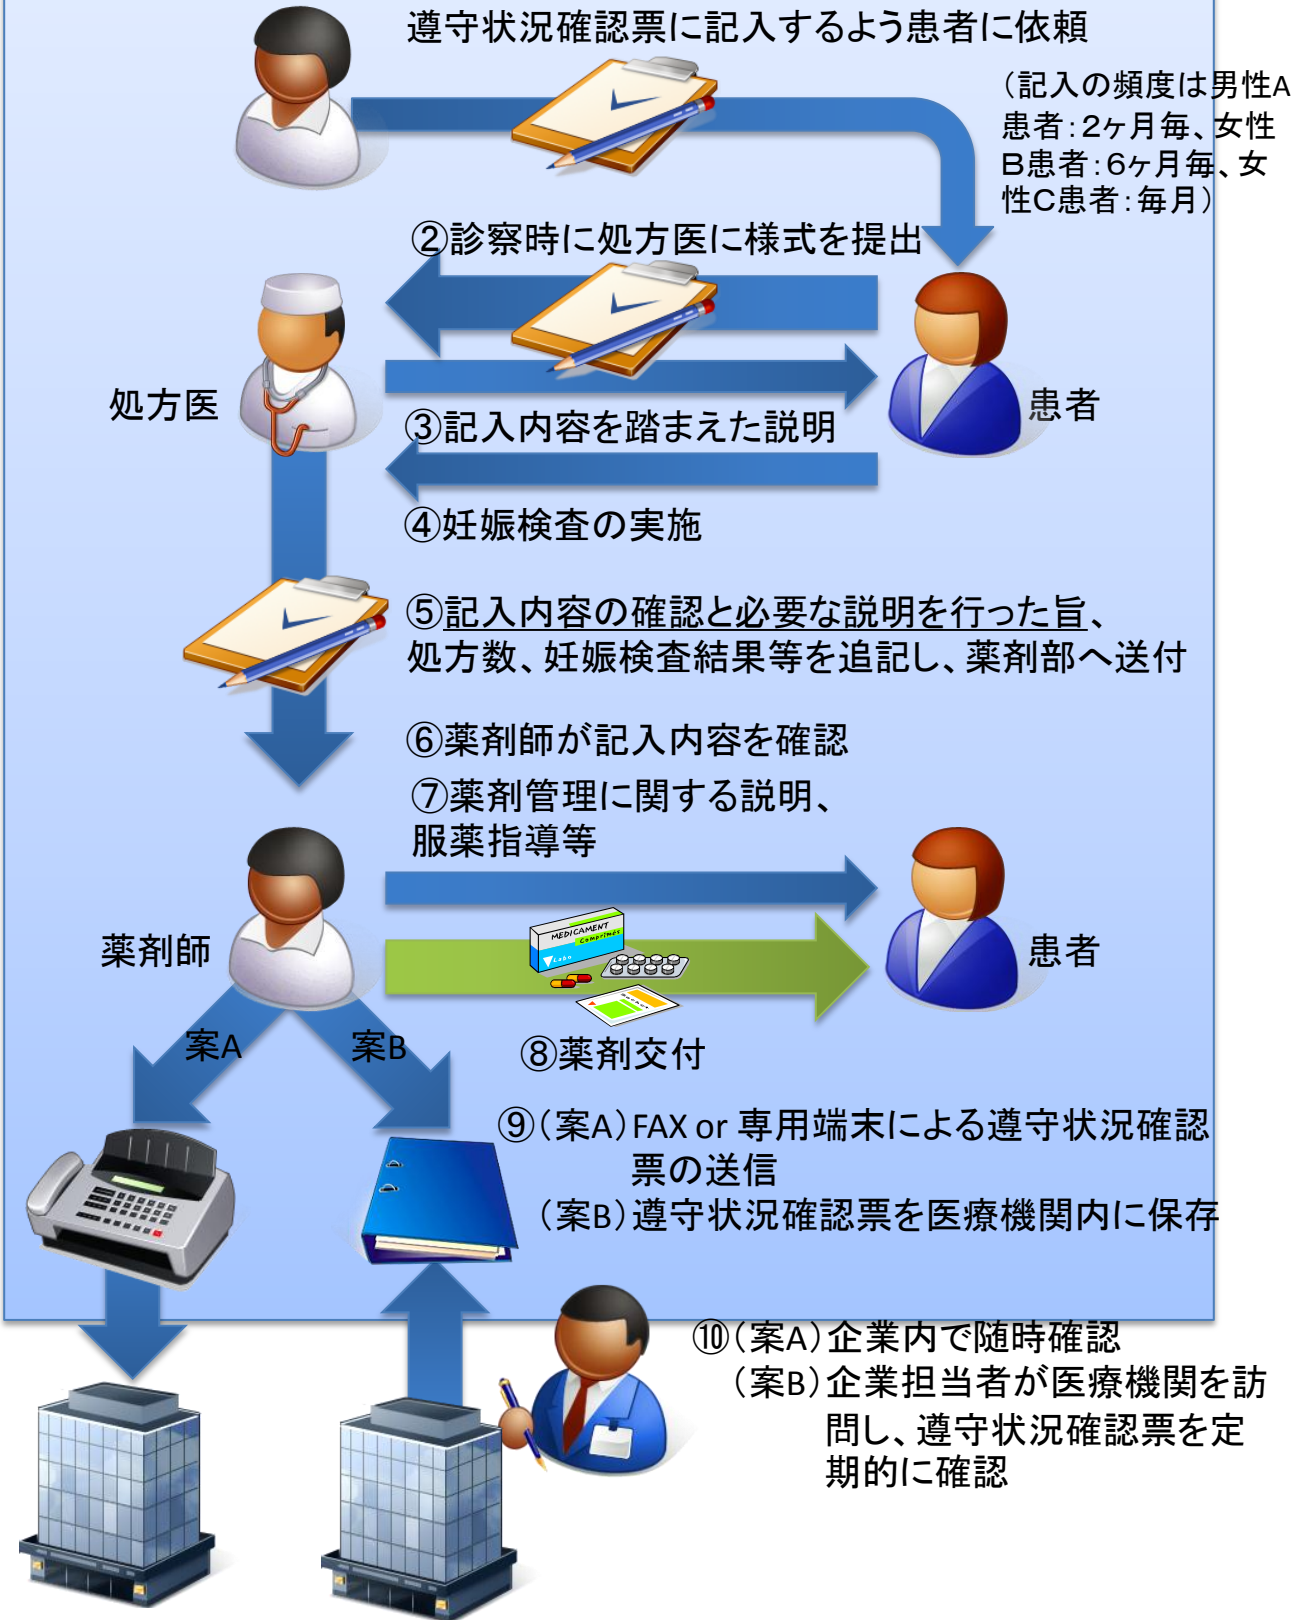 遵守状況確認票に記入するよう患者に依頼
（記入の頻度は男性A
患者：2ヶ月毎、女性
B患者：6ヶ月毎、女
性C患者：毎月）
②診察時に処方医に様式を提出
処方医
患者
③記入内容を踏まえた説明
④妊娠検査の実施
⑤記入内容の確認と必要な説明を行った旨、
処方数、妊娠検査結果等を追記し、薬剤部へ送付
⑥薬剤師が記入内容を確認
⑦薬剤管理に関する説明、
服薬指導等
MEDICAMENT
Comprimés
Labo
薬剤師
患者
案A
案B
⑧薬剤交付
⑨（案A）FAX or 専用端末による遵守状況確認
票の送信
（案B）遵守状況確認票を医療機関内に保存
⑩（案A）企業内で随時確認
（案B）企業担当者が医療機関を訪
問し、遵守状況確認票を定
期的に確認